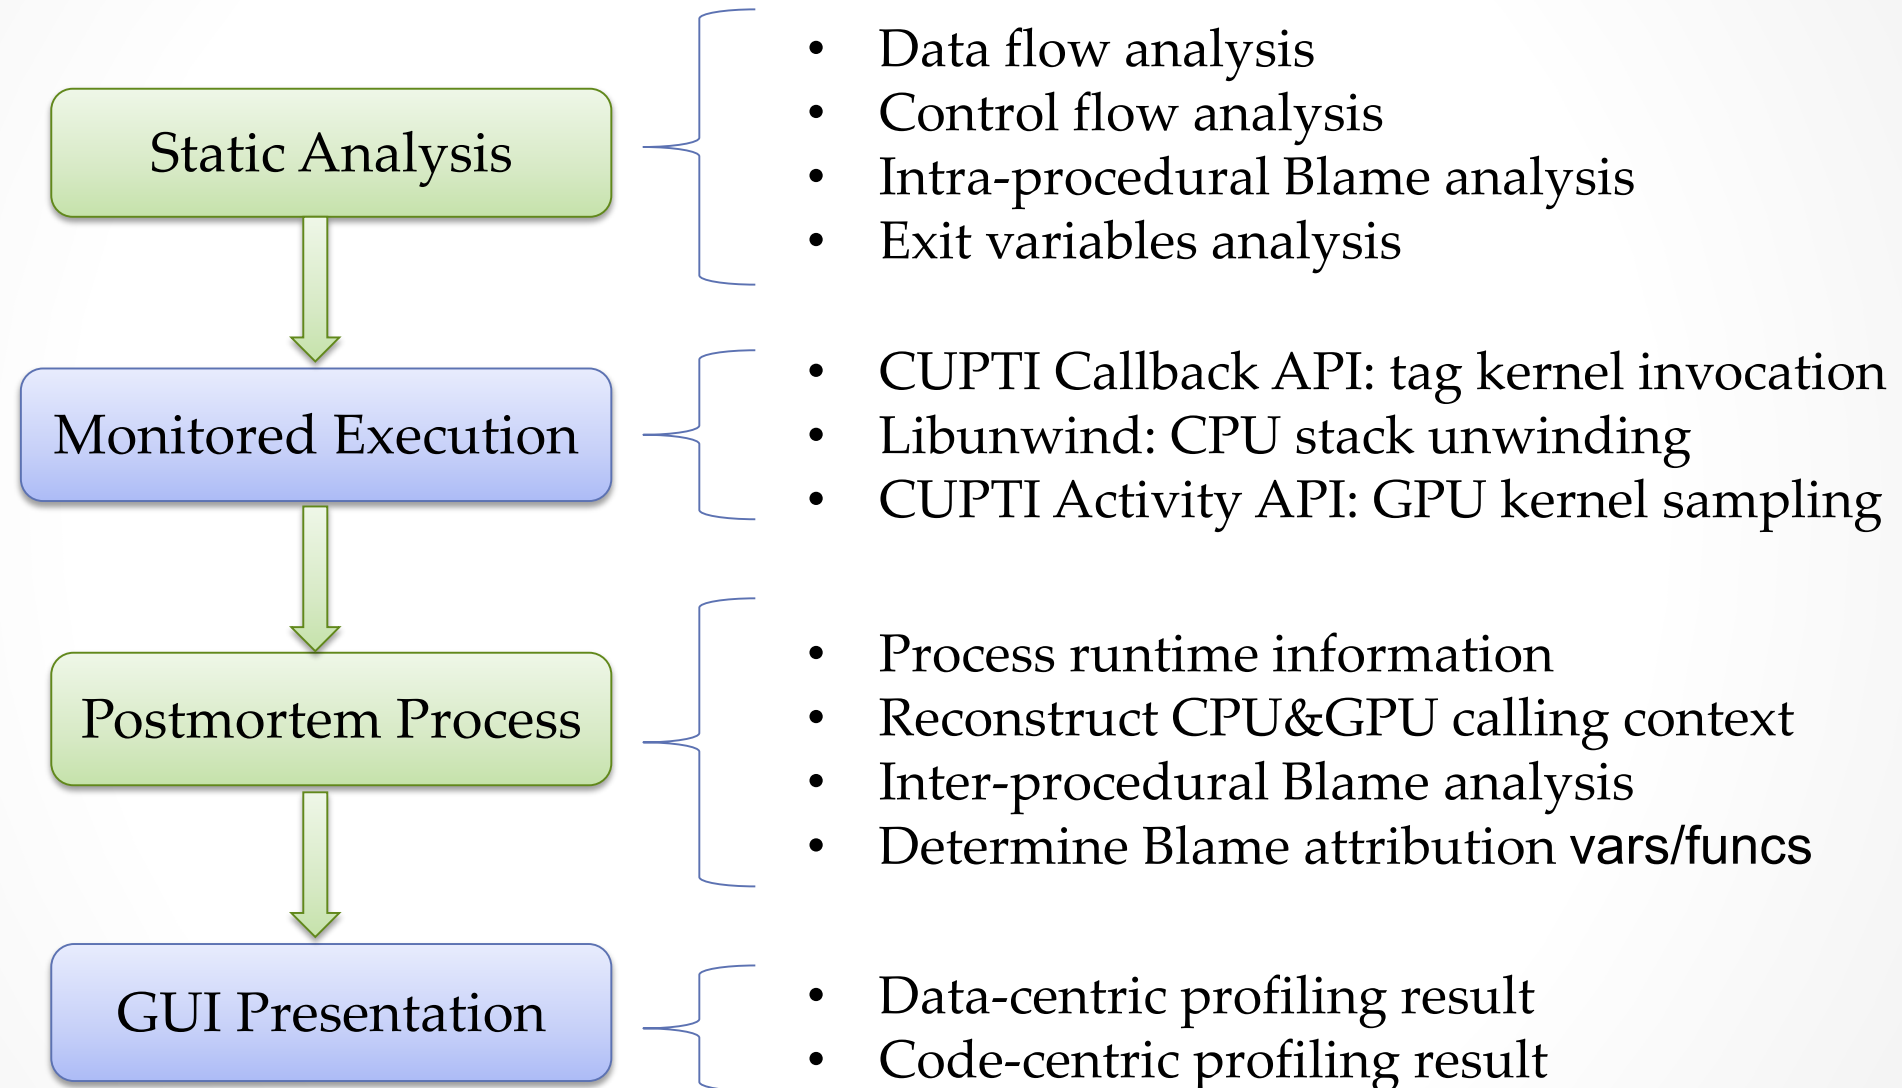 Static Analysis
• Data flow analysis
• Control flow analysis
• Intra-procedural Blame analysis
• Exit variables analysis
Monitored Execution
• CUPTI Callback API: tag kernel invocation
• Libunwind: CPU stack unwinding
• CUPTI Activity API: GPU kernel sampling
Postmortem Process
• Process runtime information
• Reconstruct CPU&GPU calling context
• Inter-procedural Blame analysis
• Determine Blame attribution vars/funcs
GUI Presentation
• Data-centric profiling result
• Code-centric profiling result